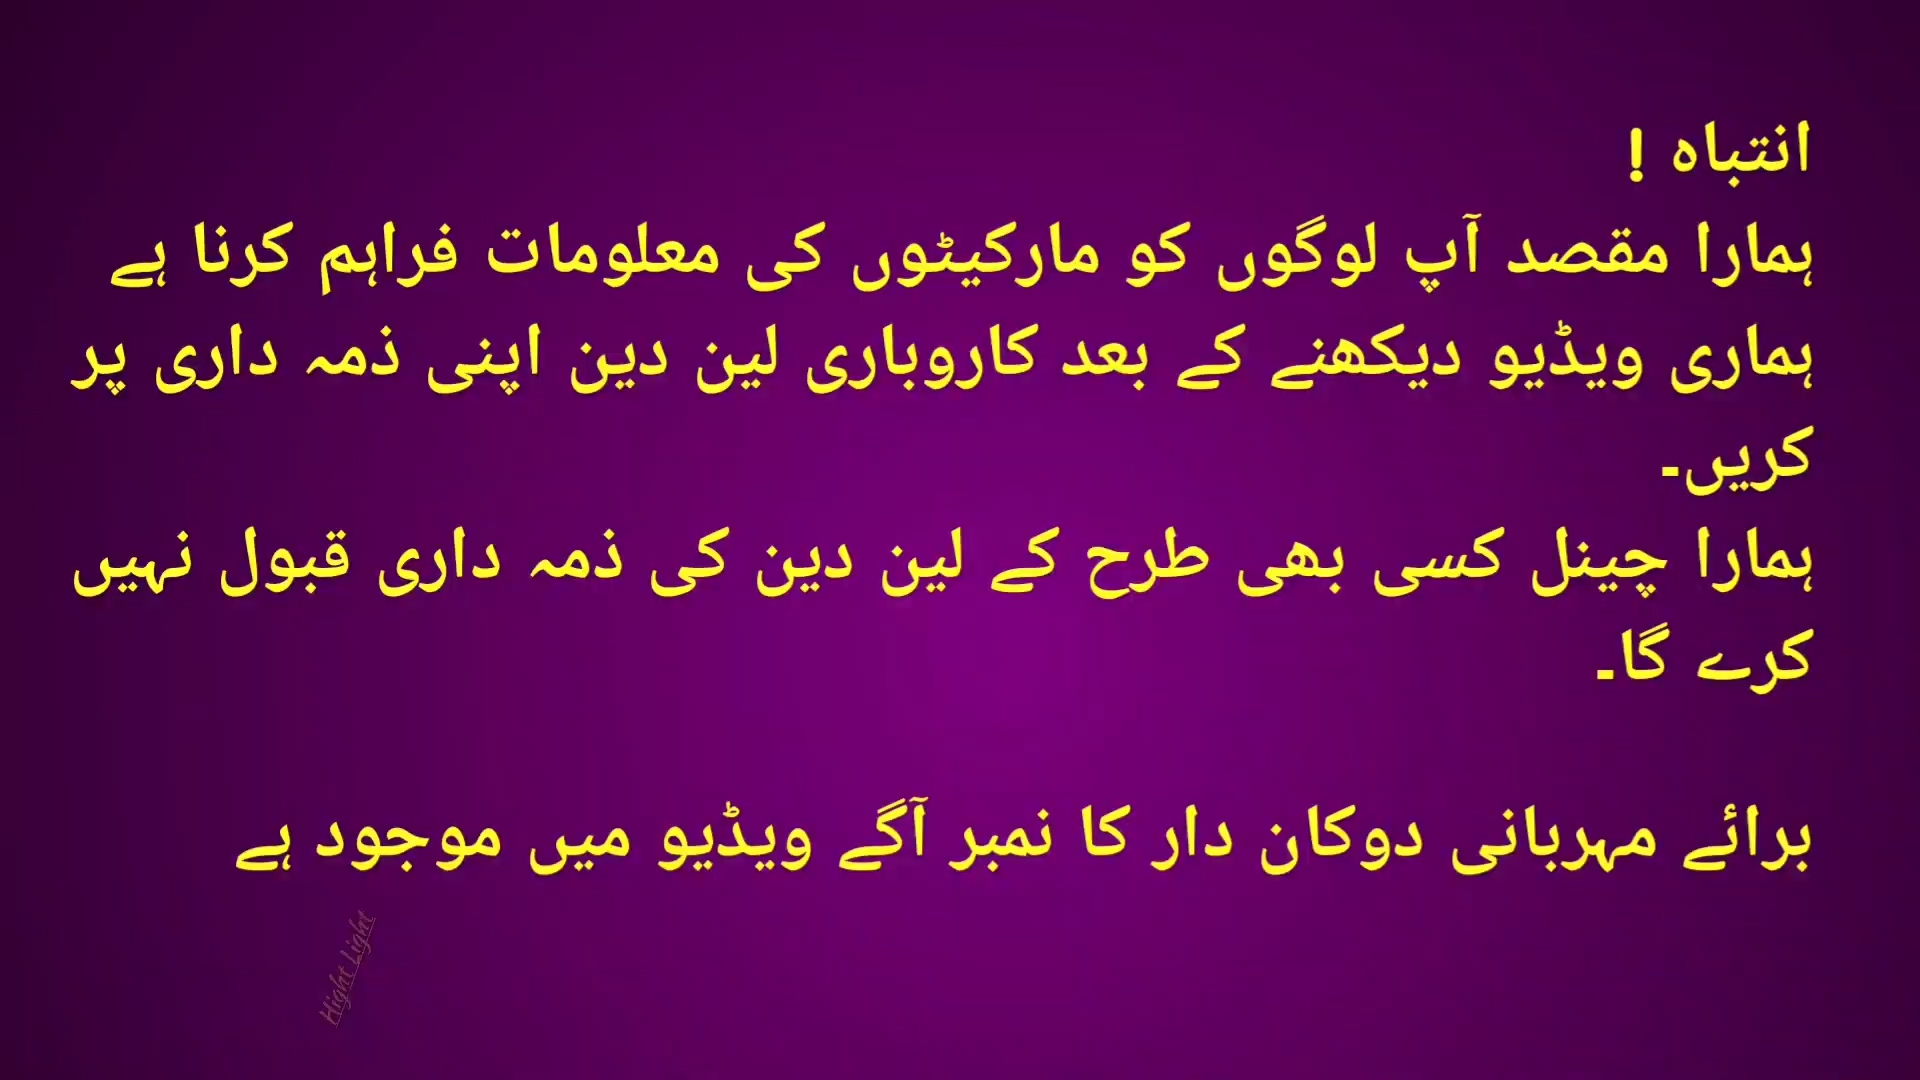 انتباہ !
ہمارا مقصد آپ لوگوں کو مارکیٹوں کی معلومات فراہم کرنا ہے
ہماری ویڈیو دیکھنے کے بعد کاروباری لین دین اپنی ذمہ داری پر
کریں۔
ہمارا چینل کسی بھی طرح کے لین دین کی ذمہ داری قبول نہیں
کرے گا۔
برائے مہربانی دوکان دار کا نمبر آگے ویڈیو میں موجود ہے
Hight Light